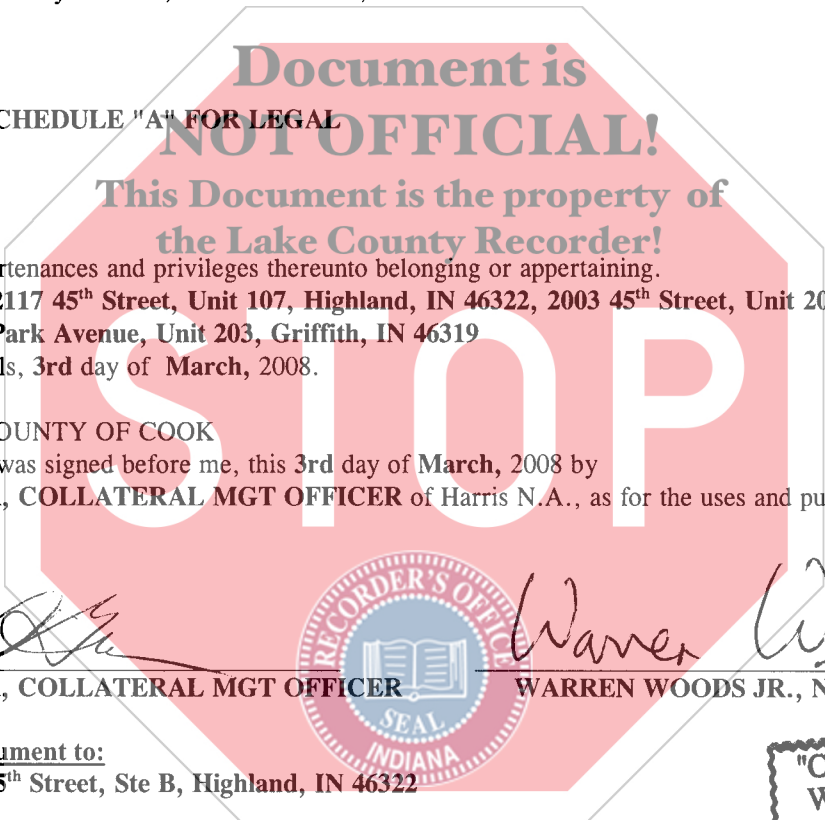 Document is
CHEDULE "A" FOR LEGAL
NOT OFFICIAL!
This Document is the property of
the Lake County Recorder!
rtenances and privileges thereunto belonging or appertaining.
2117 45th Street, Unit 107, Highland, IN 46322, 2003 45th Street, Unit 20
Park Avenue, Unit 203, Griffith, IN 46319
ls, 3rd day of March, 2008.
STOP
OUNTY OF COOK
was signed before me, this 3rd day of March, 2008 by
, COLLATERAL MGT OFFICER of Harris N.A., as for the uses and pu
RECORDER'S OFFICE
Warren W
, COLLATERAL MGT OFFICER WARREN WOODS JR., N
SEAL
INDIANA
ument to:
5th Street, Ste B, Highland, IN 46322
"O
W